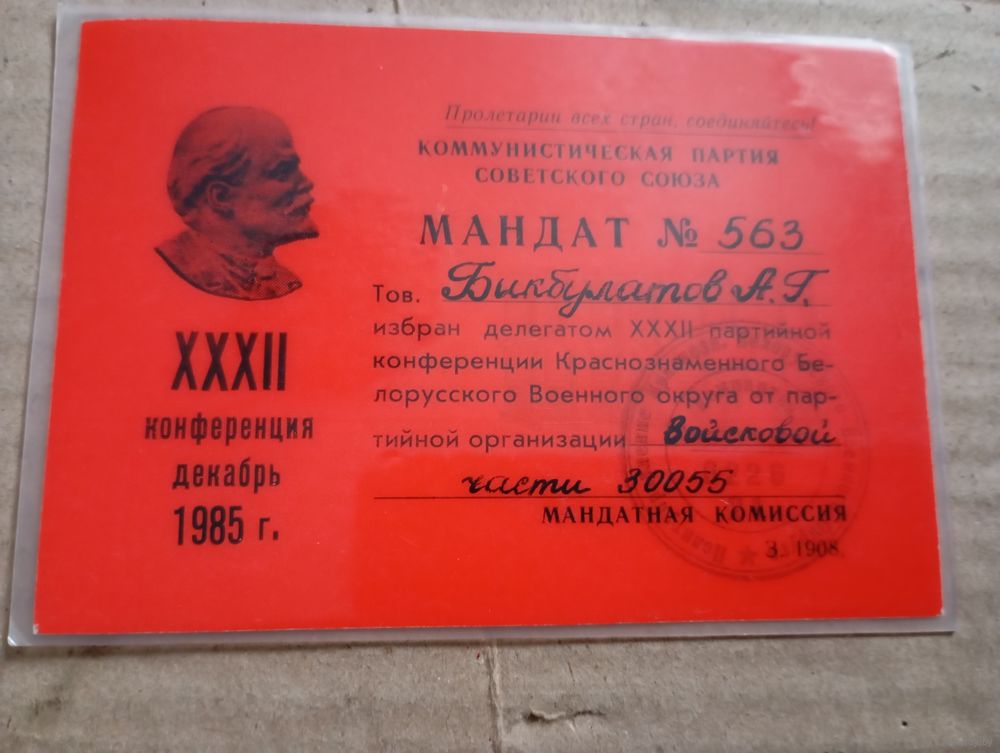 Пролетарии всех стран, соединяйтесь!
КОММУНИСТИЧЕСКАЯ ПАРТИЯ
СОВЕТСКОГО СОЮЗА
МАНДАТ № 563
Тов. Бикбулатов А.Г.
избран делегатом XXXII партийной
конференции Краснознаменного Бе-
лорусского Военного округа от пар-
тийной организации войсковой
части 30055
МАНДАТНАЯ КОМИССИЯ
З. 1908
XXXII
конференция
декабрь
1985 г.